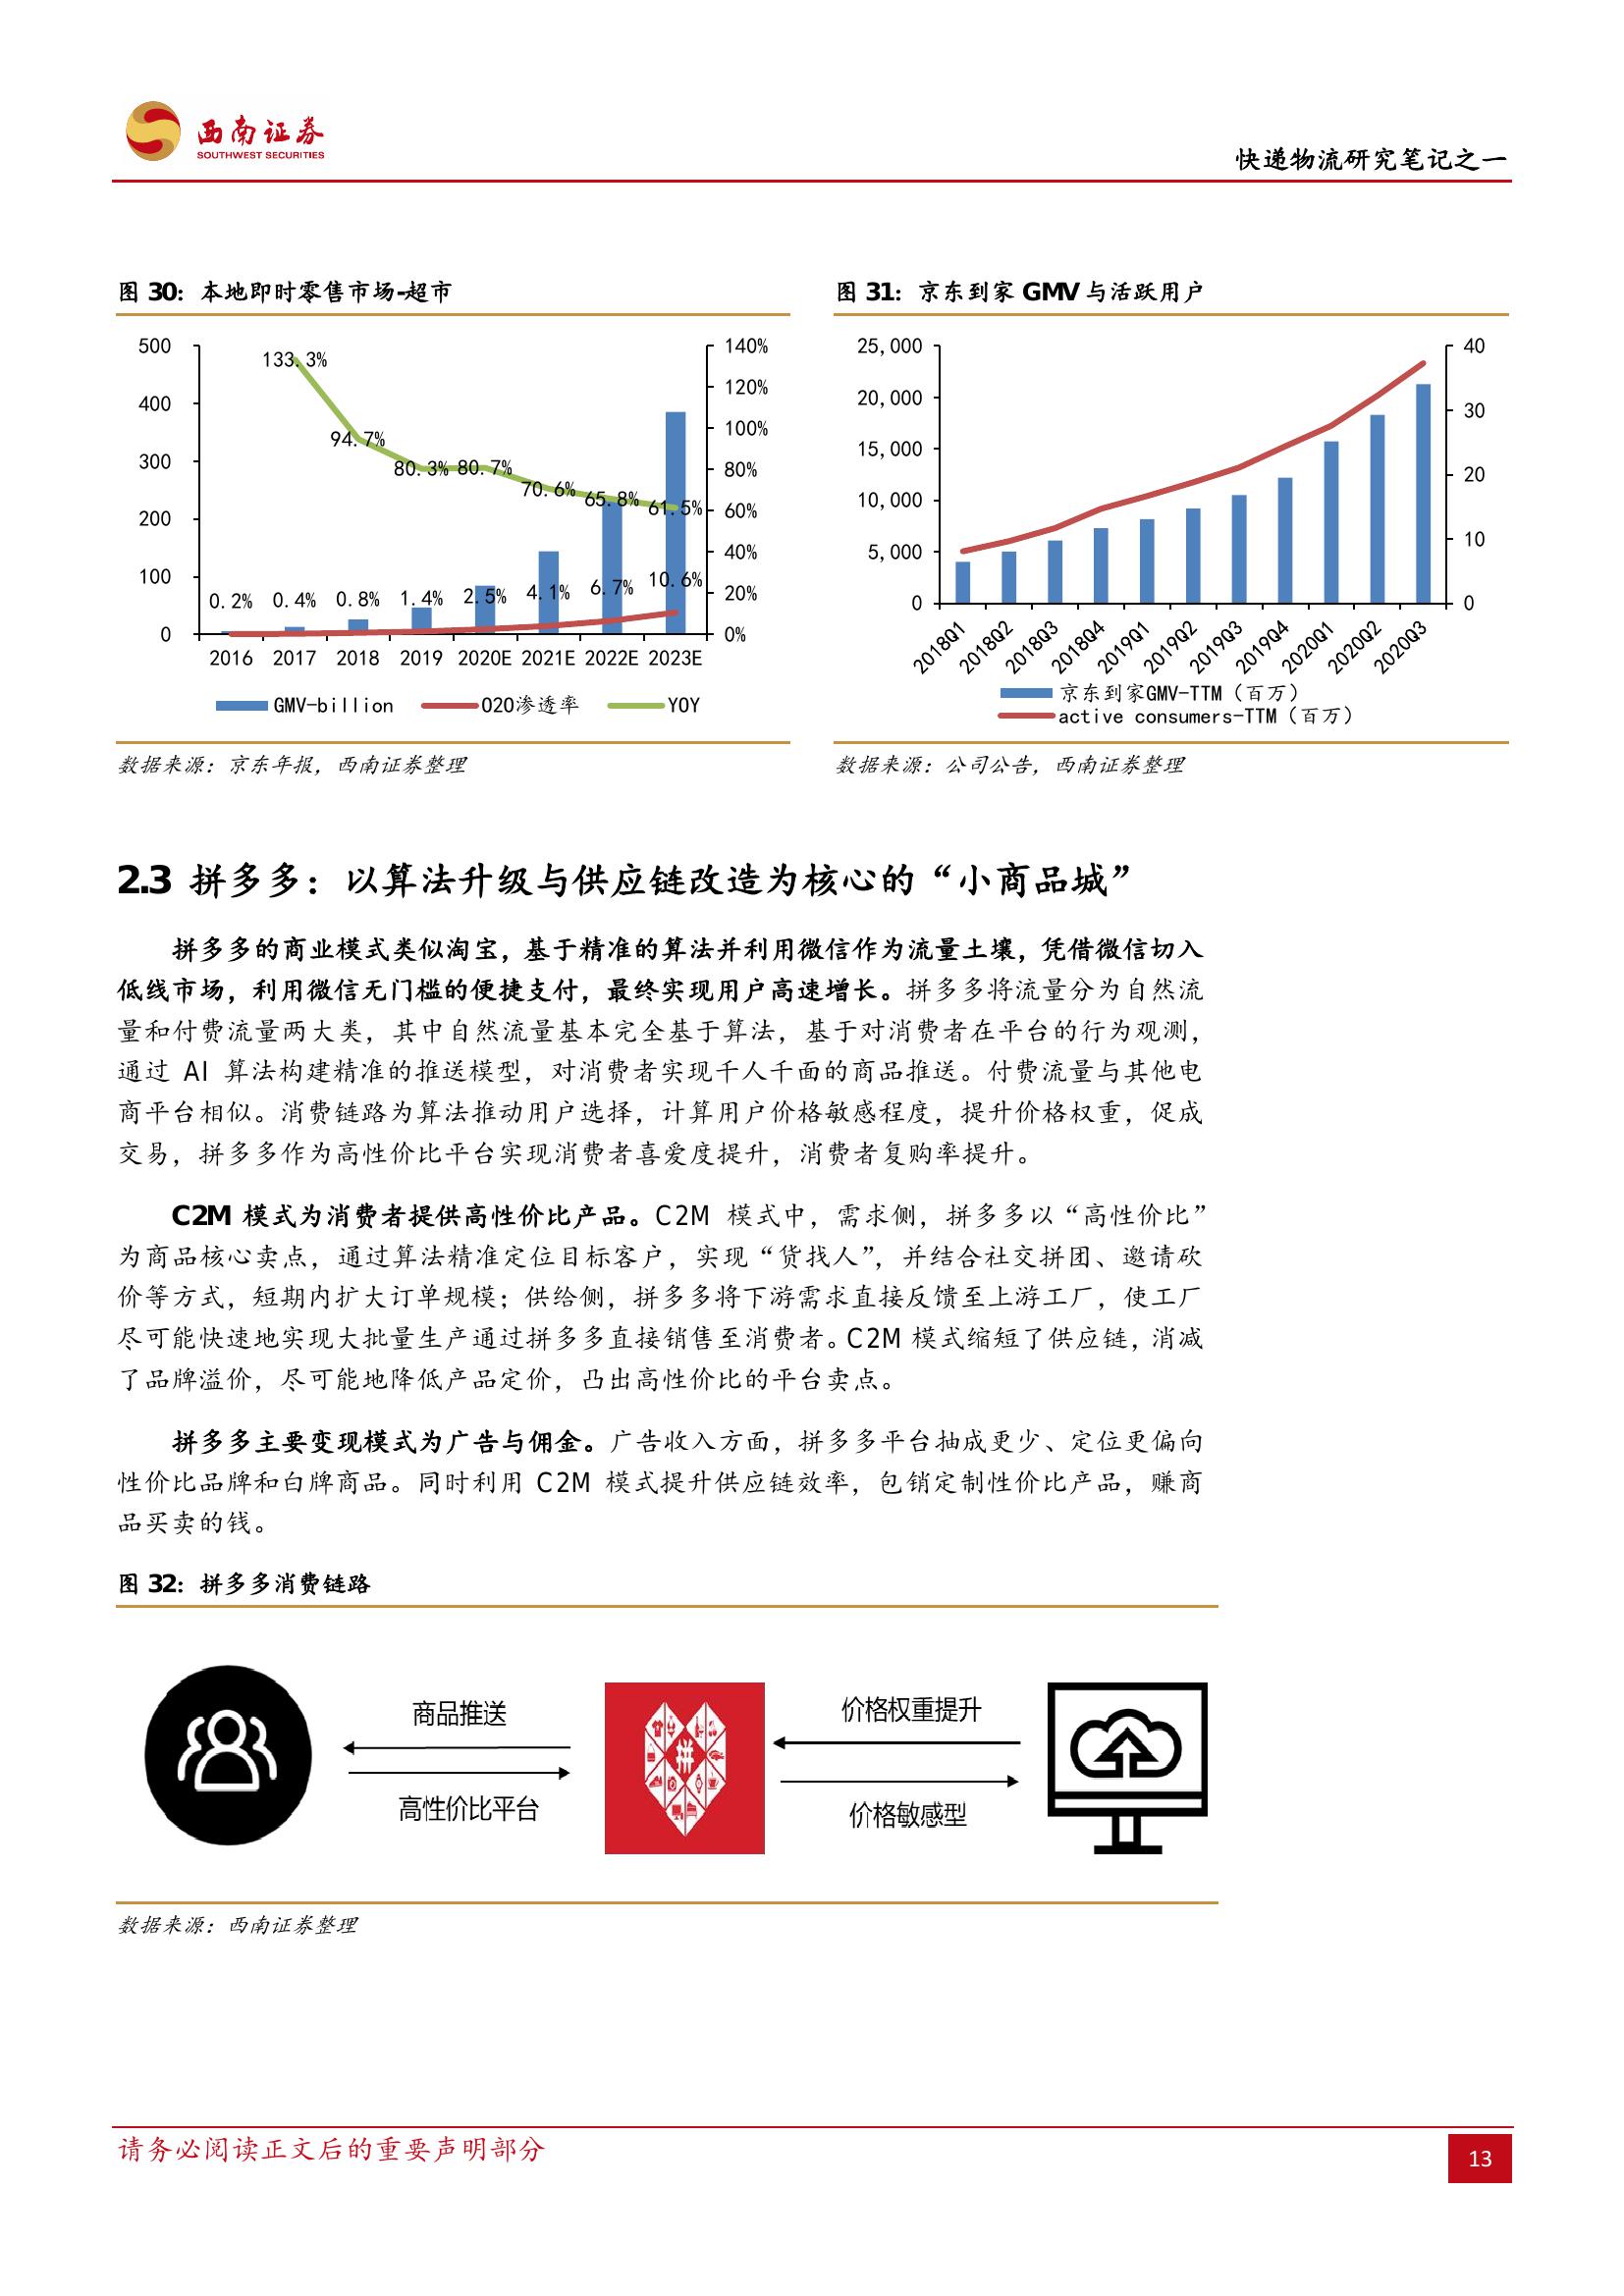 西南证券
SOUTHWEST SECURITIES
快递物流研究笔记之一
图 30：本地即时零售市场-超市
500
400
300
200
100
0
140%
120%
100%
80%
60%
40%
20%
0%
133.3%
94.7%
80.3%
80.7%
70.6%
65.8%
61.5%
0.2%
0.4%
0.8%
1.4%
2.5%
4.1%
6.7%
10.6%
2016 2017 2018 2019 2020E 2021E 2022E 2023E
GMV-billion O2O渗透率 YOY
数据来源：京东年报，西南证券整理
图 31：京东到家 GMV 与活跃用户
25,000
20,000
15,000
10,000
5,000
0
40
30
20
10
0
2018Q1 2018Q2 2018Q3 2018Q4 2019Q1 2019Q2 2019Q3 2019Q4 2020Q1 2020Q2 2020Q3
京东到家GMV-TTM（百万）
active consumers-TTM（百万）
数据来源：公司公告，西南证券整理
2.3 拼多多：以算法升级与供应链改造为核心的“小商品城”
拼多多的商业模式类似淘宝，基于精准的算法并利用微信作为流量土壤，凭借微信切入
低线市场，利用微信无门槛的便捷支付，最终实现用户高速增长。拼多多将流量分为自然流
量和付费流量两大类，其中自然流量基本完全基于算法，基于对消费者在平台的行为观测，
通过 AI 算法构建精准的推送模型，对消费者实现千人千面的商品推送。付费流量与其他电
商平台相似。消费链路为算法推动用户选择，计算用户价格敏感程度，提升价格权重，促成
交易，拼多多作为高性价比平台实现消费者喜爱度提升，消费者复购率提升。
C2M 模式为消费者提供高性价比产品。C2M 模式中，需求侧，拼多多以“高性价比”
为商品核心卖点，通过算法精准定位目标客户，实现“货找人”，并结合社交拼团、邀请砍
价等方式，短期内扩大订单规模；供给侧，拼多多将下游需求直接反馈至上游工厂，使工厂
尽可能快速地实现大批量生产通过拼多多直接销售至消费者。C2M 模式缩短了供应链，消减
了品牌溢价，尽可能地降低产品定价，凸出高性价比的平台卖点。
拼多多主要变现模式为广告与佣金。广告收入方面，拼多多平台抽成更少、定位更偏向
性价比品牌和白牌商品。同时利用 C2M 模式提升供应链效率，包销定制性价比产品，赚商
品买卖的钱。
图 32：拼多多消费链路
商品推送
高性价比平台
拼
价格权重提升
价格敏感型
数据来源：西南证券整理
请务必阅读正文后的重要声明部分
13